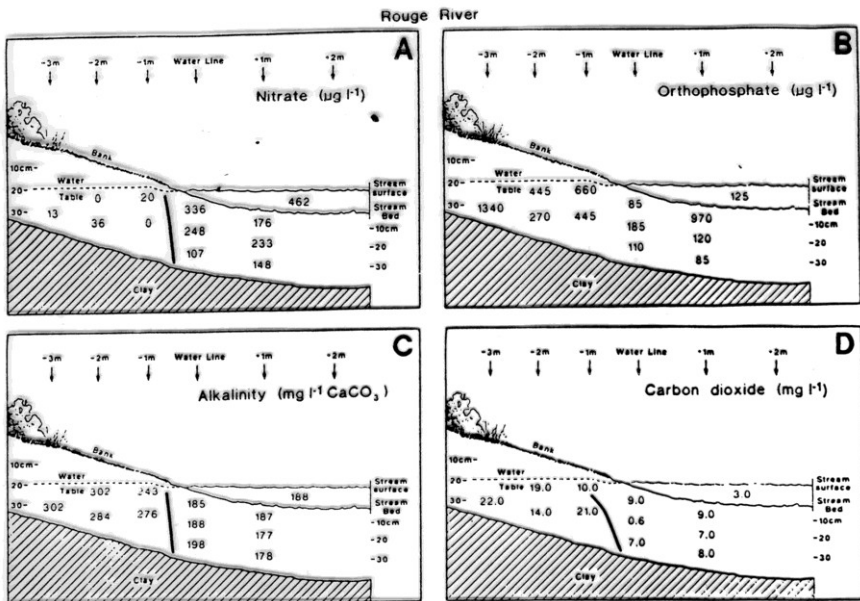 Rouge River
A
-3m -2m -1m Water Line +1m +2m
Nitrate (µg l⁻¹)
Bank
10cm-
Water
20 Table 0 20
462
Stream surface
30- 13 336
Stream Bed
36 0 248 176
-10cm
107 233
-20
148
-30
Clay
B
-3m -2m -1m Water Line +1m +2m
Orthophosphate (µg l⁻¹)
Bank
10cm-
Water
20 Table 445 660
125
Stream surface
30- 1340 85
Stream Bed
270 445 185 970
-10cm
110 120
-20
85
-30
Clay
C
-3m -2m -1m Water Line +1m +2m
Alkalinity (mg l⁻¹ CaCO₃)
Bank
10cm-
Water
20 Table 302 243
188
Stream surface
30- 302 185
Stream Bed
284 276 188 187
-10cm
198 177
-20
178
-30
Clay
D
-3m -2m -1m Water Line +1m +2m
Carbon dioxide (mg l⁻¹)
Bank
10cm-
Water
20 Table 19.0 10.0
3.0
Stream surface
30- 22.0 9.0
Stream Bed
14.0 21.0 0.6 9.0
-10cm
7.0 7.0
-20
8.0
-30
Clay